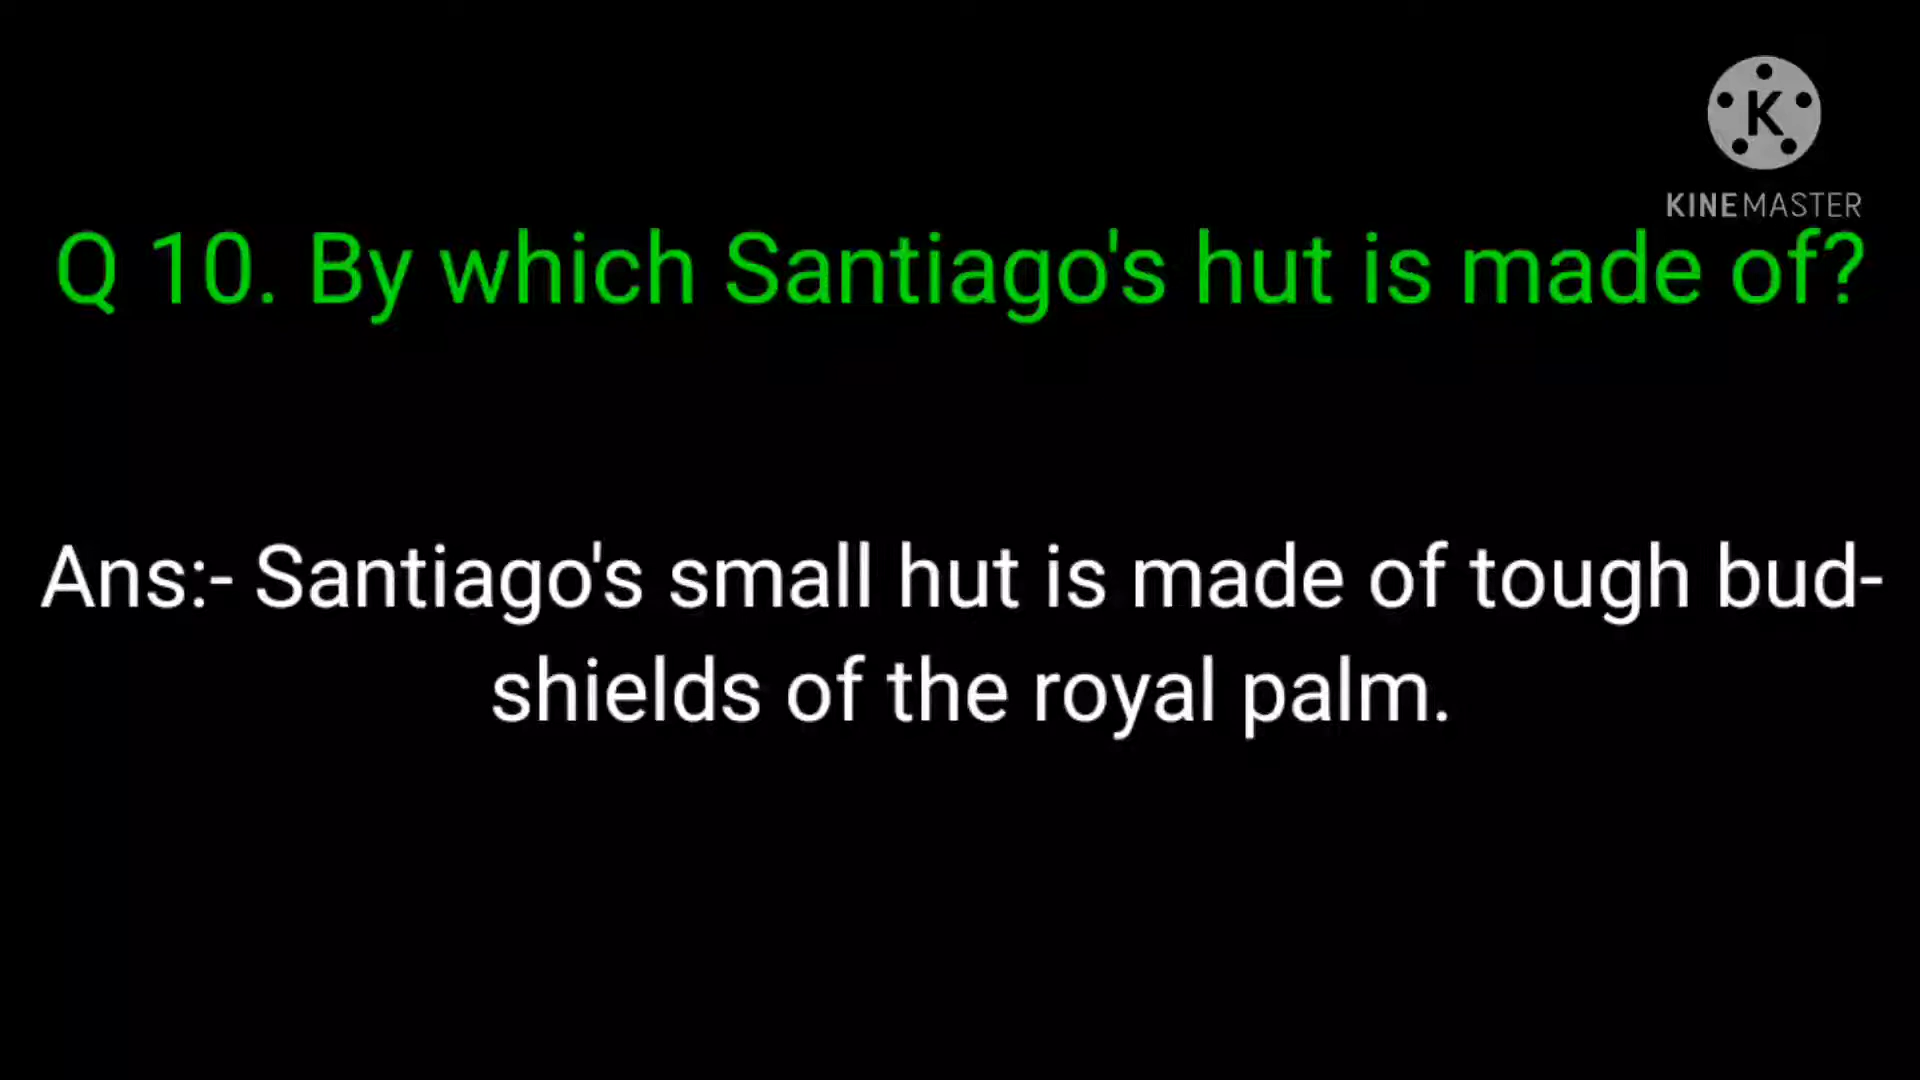 K
KINEMASTER
Q 10. By which Santiago's hut is made of?
Ans:- Santiago's small hut is made of tough bud-
shields of the royal palm.